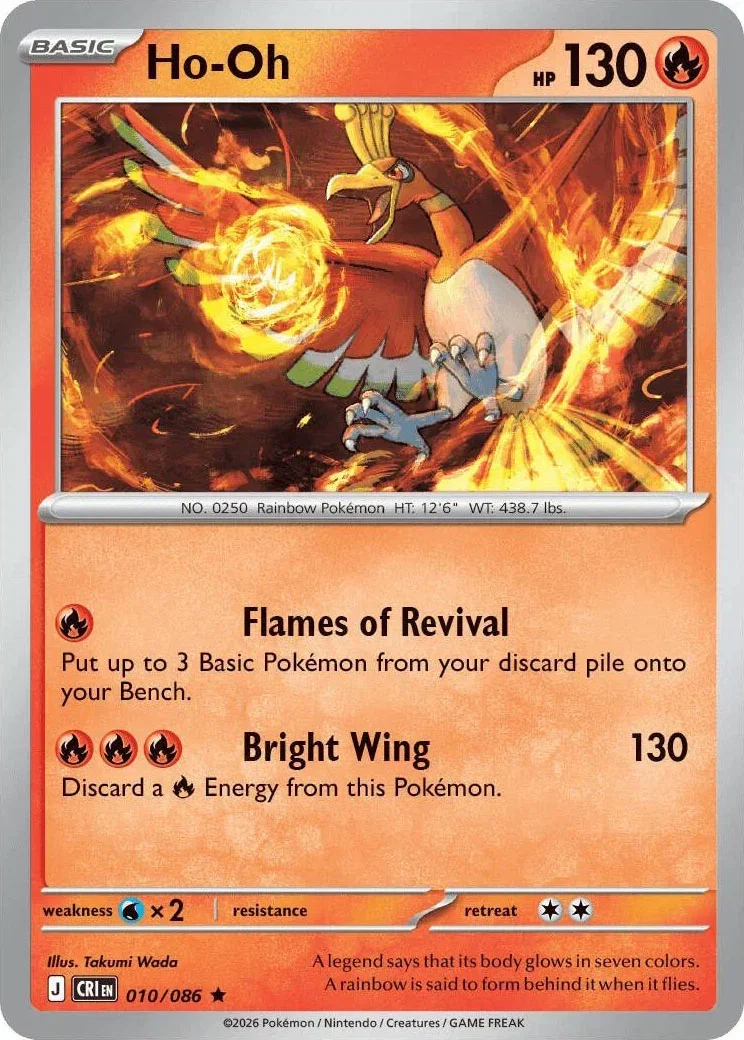 BASIC Ho-Oh HP 130
NO. 0250 Rainbow Pokémon HT: 12'6" WT: 438.7 lbs.
Flames of Revival
Put up to 3 Basic Pokémon from your discard pile onto
your Bench.
Bright Wing 130
Discard a Energy from this Pokémon.
weakness ×2 resistance retreat
Illus. Takumi Wada
A legend says that its body glows in seven colors.
A rainbow is said to form behind it when it flies.
J CRI EN 010/086 ★
©2026 Pokémon / Nintendo / Creatures / GAME FREAK